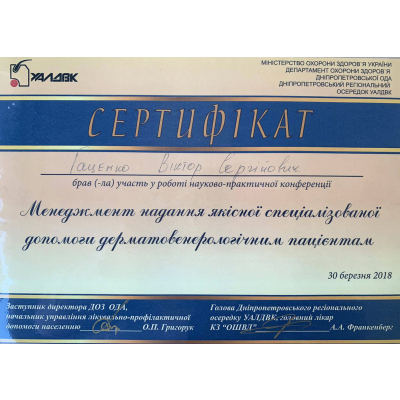 УАЛДВК
МІНІСТЕРСТВО ОХОРОНИ ЗДОРОВ'Я УКРАЇНИ
ДЕПАРТАМЕНТ ОХОРОНИ ЗДОРОВ'Я
ДНІПРОПЕТРОВСЬКОЇ ОДА
ДНІПРОПЕТРОВСЬКИЙ РЕГІОНАЛЬНИЙ
ОСЕРЕДОК УАЛДВК
СЕРТИФІКАТ
Гаценко Віктор Сергійович
брав (-ла) участь у роботі науково-практичної конференції
Менеджмент надання якісної спеціалізованої
допомоги дерматовенерологічним пацієнтам
30 березня 2018
Заступник директора ДОЗ ОДА,
начальник управління лікувально-профілактичної
допомоги населенню О.П. Григорук
Голова Дніпропетровського регіонального
осередку УАЛДВК, головний лікар
КЗ "ОШВД" А.А. Франкенберг